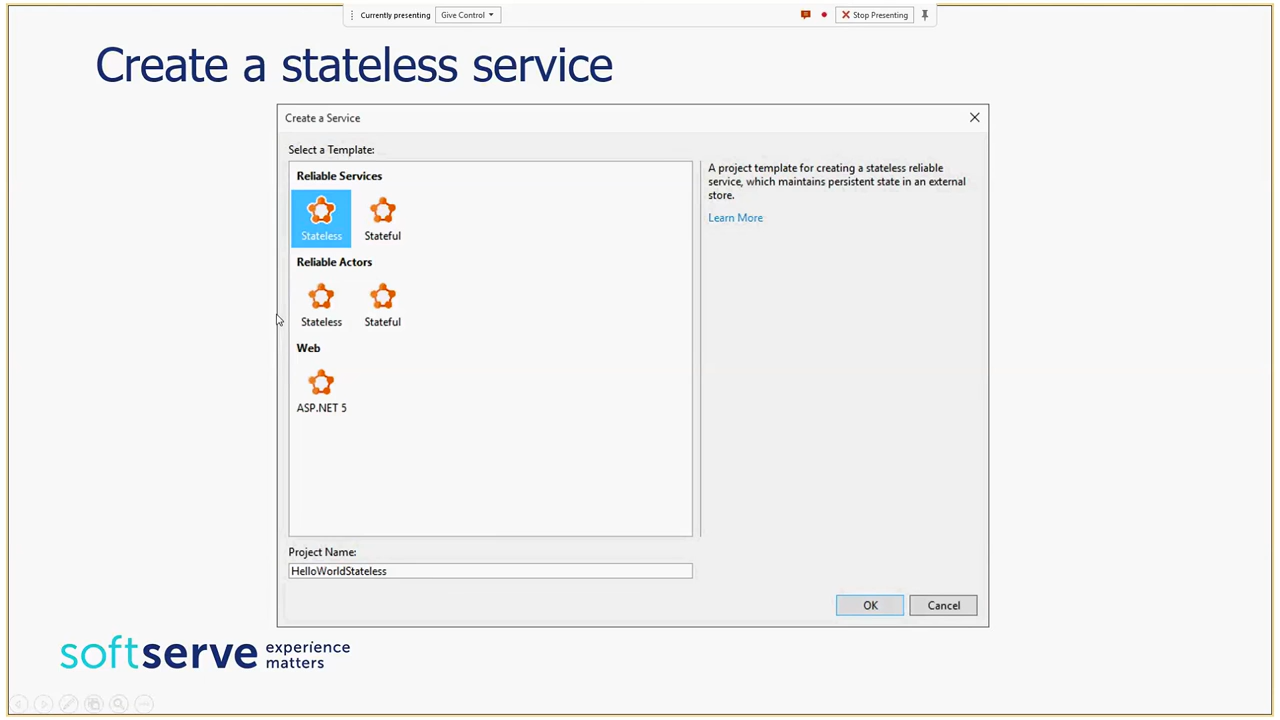 Currently presenting
Give Control
Stop Presenting
Create a stateless service
Create a Service
Select a Template:
Reliable Services
Stateless
Stateful
Reliable Actors
Stateless
Stateful
Web
ASP.NET 5
A project template for creating a stateless reliable
service, which maintains persistent state in an external
store.
Learn More
Project Name:
HelloWorldStateless
OK
Cancel
softserve
experience
matters